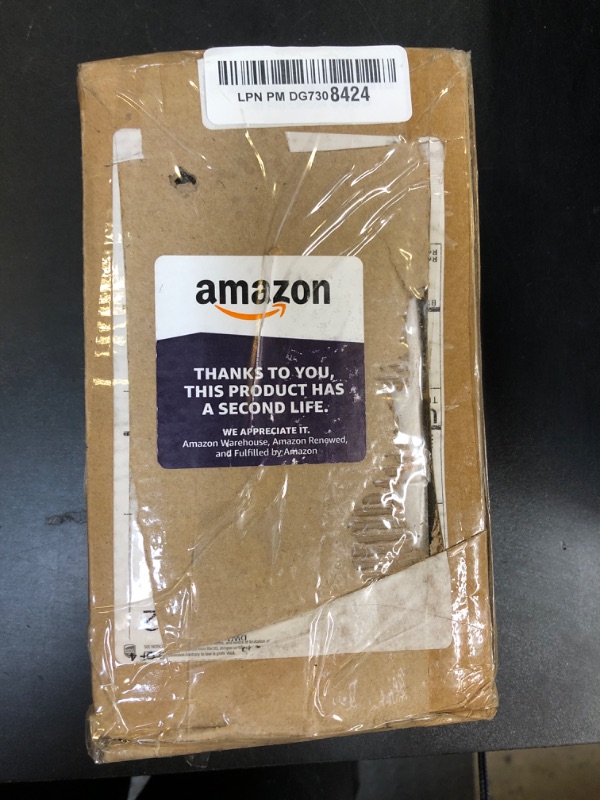 LPN PM DG7308424
amazon
THANKS TO YOU,
THIS PRODUCT HAS
A SECOND LIFE.
WE APPRECIATE IT.
Amazon Warehouse, Amazon Renewed,
and Fulfilled by Amazon